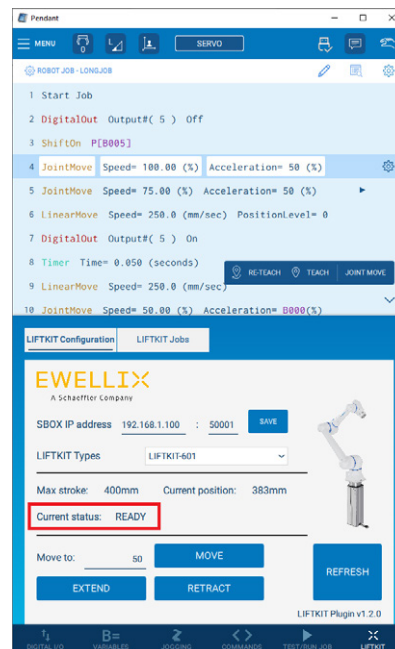 Pendant
MENU
0
SERVO
ROBOT JOB - LONGJOB
1 Start Job
2 DigitalOut Output#( 5 ) Off
3 ShiftOn P[B005]
4 JointMove Speed= 100.00 (%) Acceleration= 50 (%)
5 JointMove Speed= 75.00 (%) Acceleration= 50 (%)
6 LinearMove Speed= 250.0 (mm/sec) PositionLevel= 0
7 DigitalOut Output#( 5 ) On
8 Timer Time= 0.050 (seconds)
RE-TEACH TEACH JOINT MOVE
9 LinearMove Speed= 250.0 (mm/sec)
10 JointMove Speed= 50.00 (%) Acceleration= B000(%)
LIFTKIT Configuration LIFTKIT Jobs
EWELLIX
A Schaeffler Company
SBOX IP address 192.168.1.100 : 50001 SAVE
LIFTKIT Types LIFTKIT-601
Max stroke: 400mm Current position: 383mm
Current status: READY
Move to: 50 MOVE
EXTEND RETRACT REFRESH
LIFTKIT Plugin v1.2.0
DIGITAL I/O B= VARIABLES JOGGING COMMANDS TEST/RUN JOB LIFTKIT